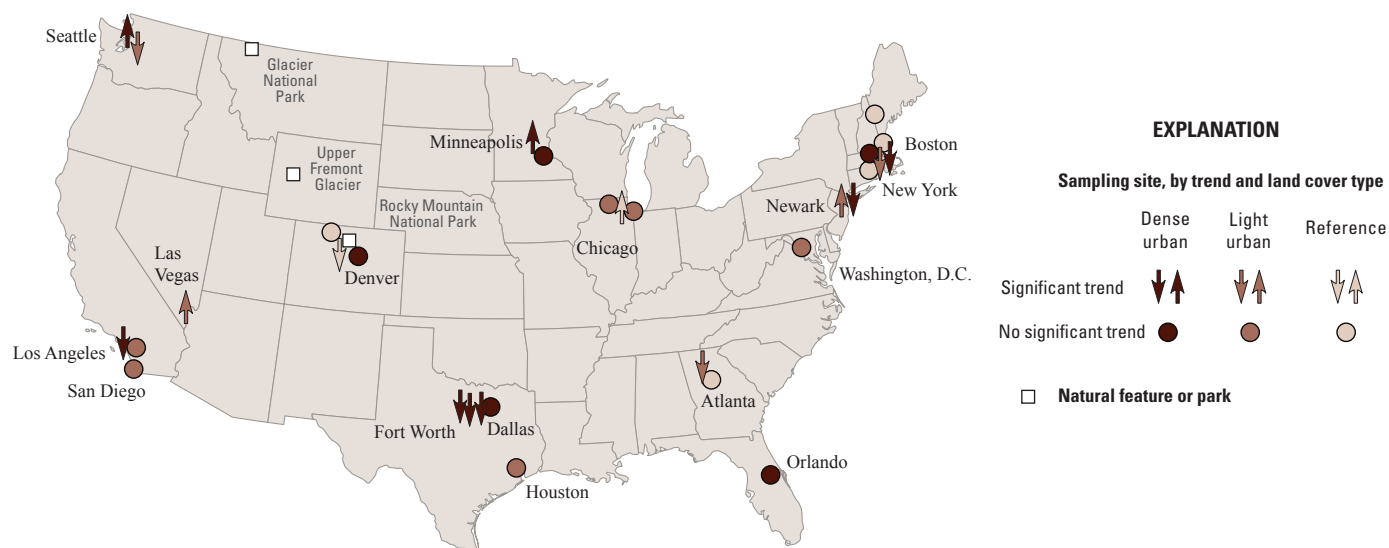 Seattle
Glacier
National
Park
Minneapolis
Boston
Upper
Fremont
Glacier
New York
Rocky Mountain
National Park
Newark
Chicago
Las
Vegas
Denver
Washington, D.C.
Los Angeles
San Diego
Atlanta
Fort Worth
Dallas
Orlando
Houston
EXPLANATION
Sampling site, by trend and land cover type
Dense
urban
Light
urban
Reference
Significant trend
No significant trend
Natural feature or park